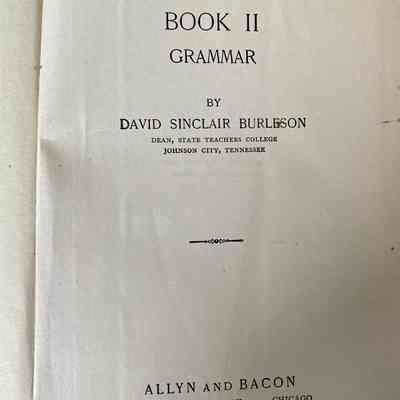 BOOK II
GRAMMAR
BY
DAVID SINCLAIR BURLESON
DEAN, STATE TEACHERS COLLEGE
JOHNSON CITY, TENNESSEE
ALLYN AND BACON
CHICAGO